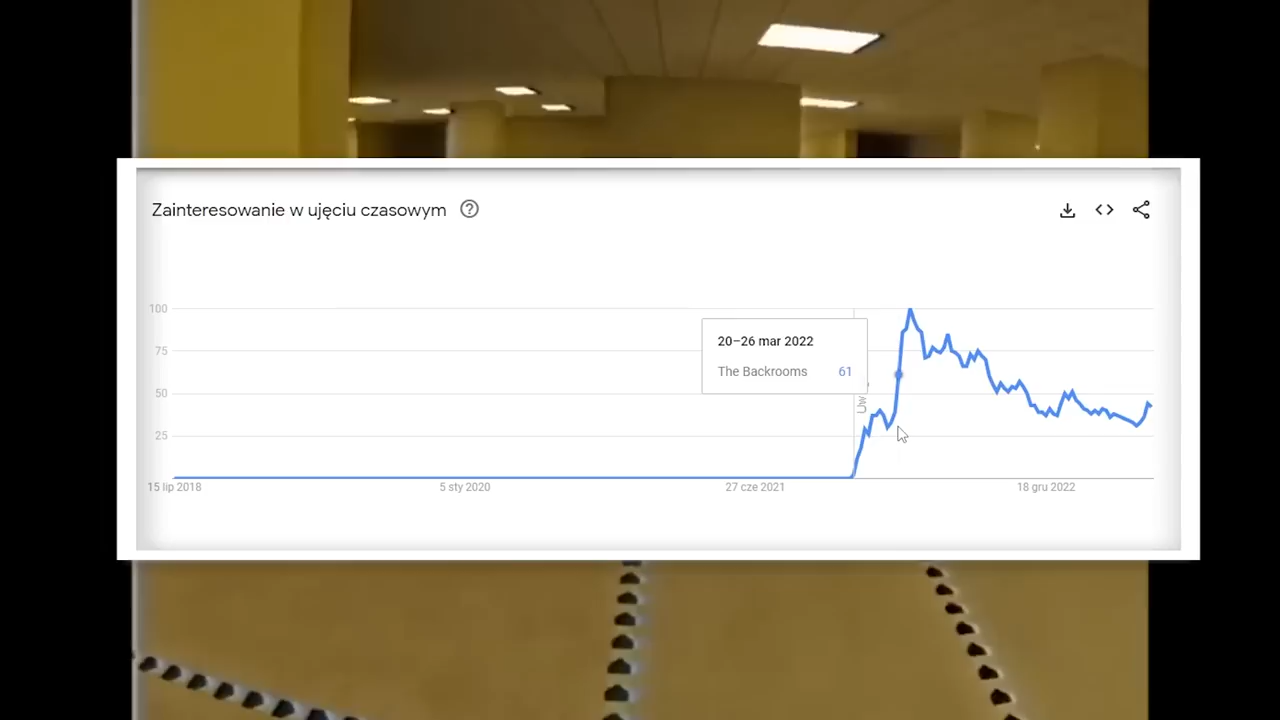 Zainteresowanie w ujęciu czasowym
100
20–26 mar 2022
75
The Backrooms 61
50
Uw
25
15 lip 2018 5 sty 2020 27 cze 2021 18 gru 2022